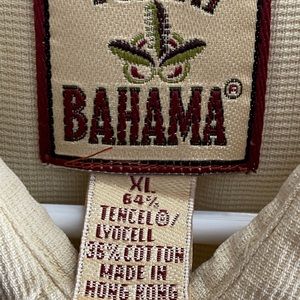 BAHAMA®
XL
64%
TENCEL®/
LYOCELL
36% COTTON
MADE IN
HONG KONG